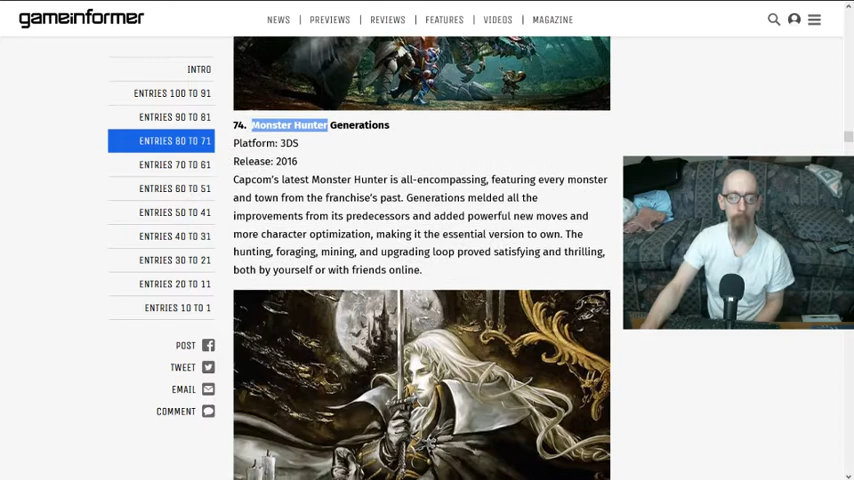 gameinformer
NEWS | PREVIEWS | REVIEWS | FEATURES | VIDEOS | MAGAZINE
INTRO
ENTRIES 100 TO 91
ENTRIES 90 TO 81
ENTRIES 80 TO 71
ENTRIES 70 TO 61
ENTRIES 60 TO 51
ENTRIES 50 TO 41
ENTRIES 40 TO 31
ENTRIES 30 TO 21
ENTRIES 20 TO 11
ENTRIES 10 TO 1
POST
TWEET
EMAIL
COMMENT
74. Monster Hunter Generations
Platform: 3DS
Release: 2016
Capcom's latest Monster Hunter is all-encompassing, featuring every monster
and town from the franchise's past. Generations melded all the
improvements from its predecessors and added powerful new moves and
more character optimization, making it the essential version to own. The
hunting, foraging, mining, and upgrading loop proved satisfying and thrilling,
both by yourself or with friends online.